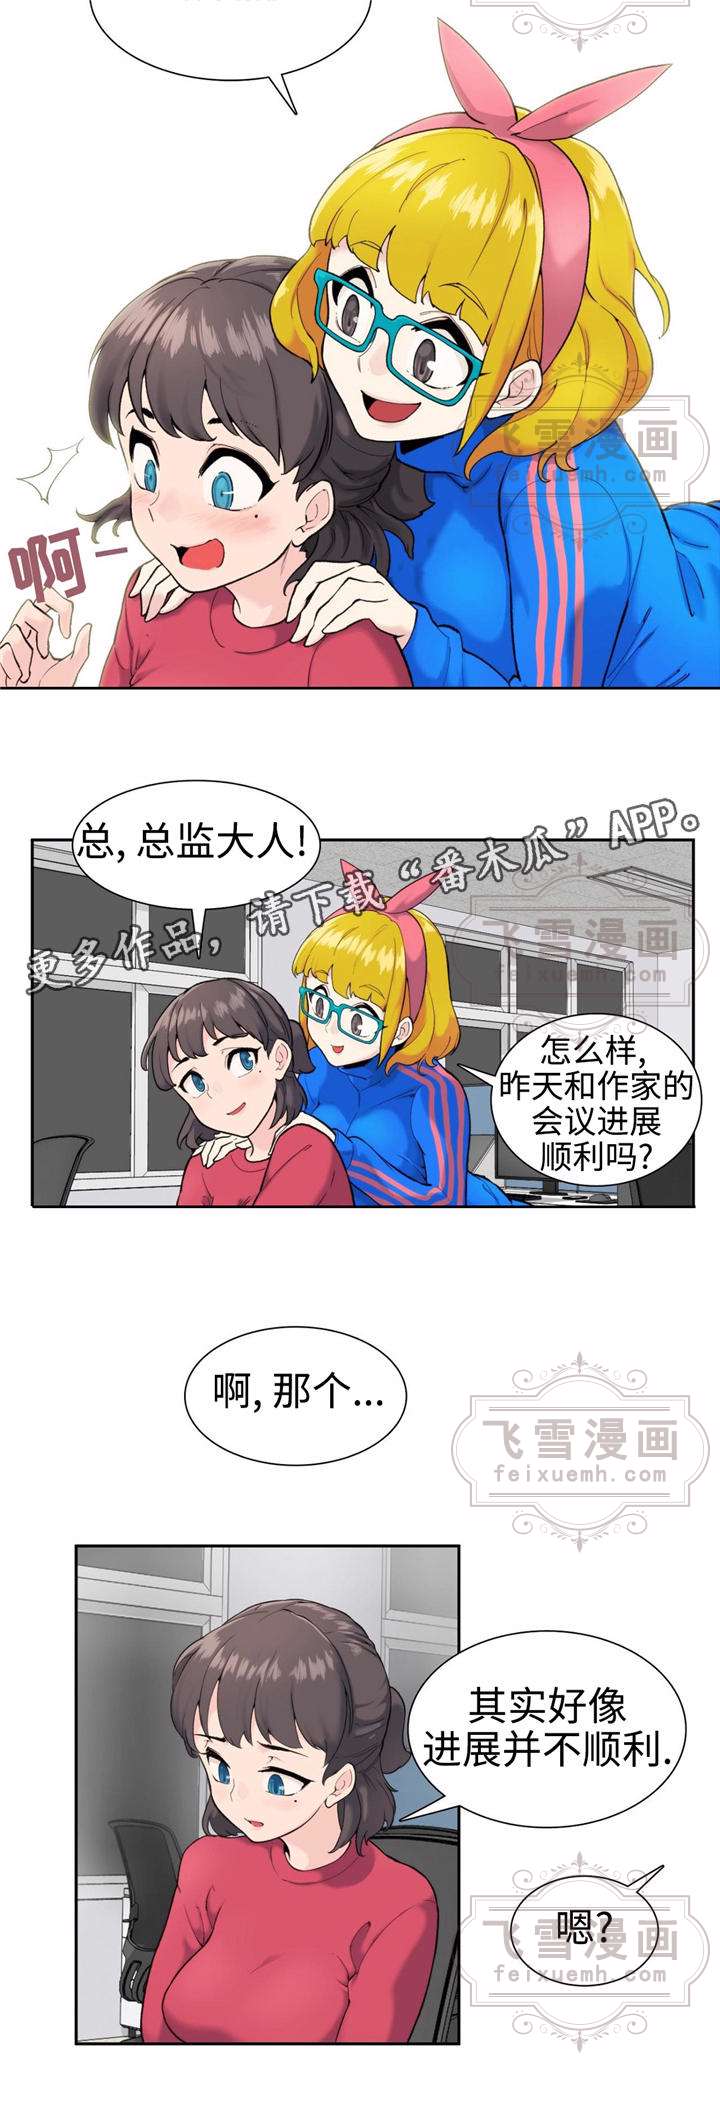 飞雪漫画
feixuemh.com
啊一
总, 总监大人!
更多作品，请下载“番木瓜”APP。
飞雪漫画
feixuemh.com
怎么样,
昨天和作家的
会议进展
顺利吗?
啊, 那个...
飞雪漫画
feixuemh.com
其实好像
进展并不顺利.
嗯?
飞雪漫画
feixuemh.com